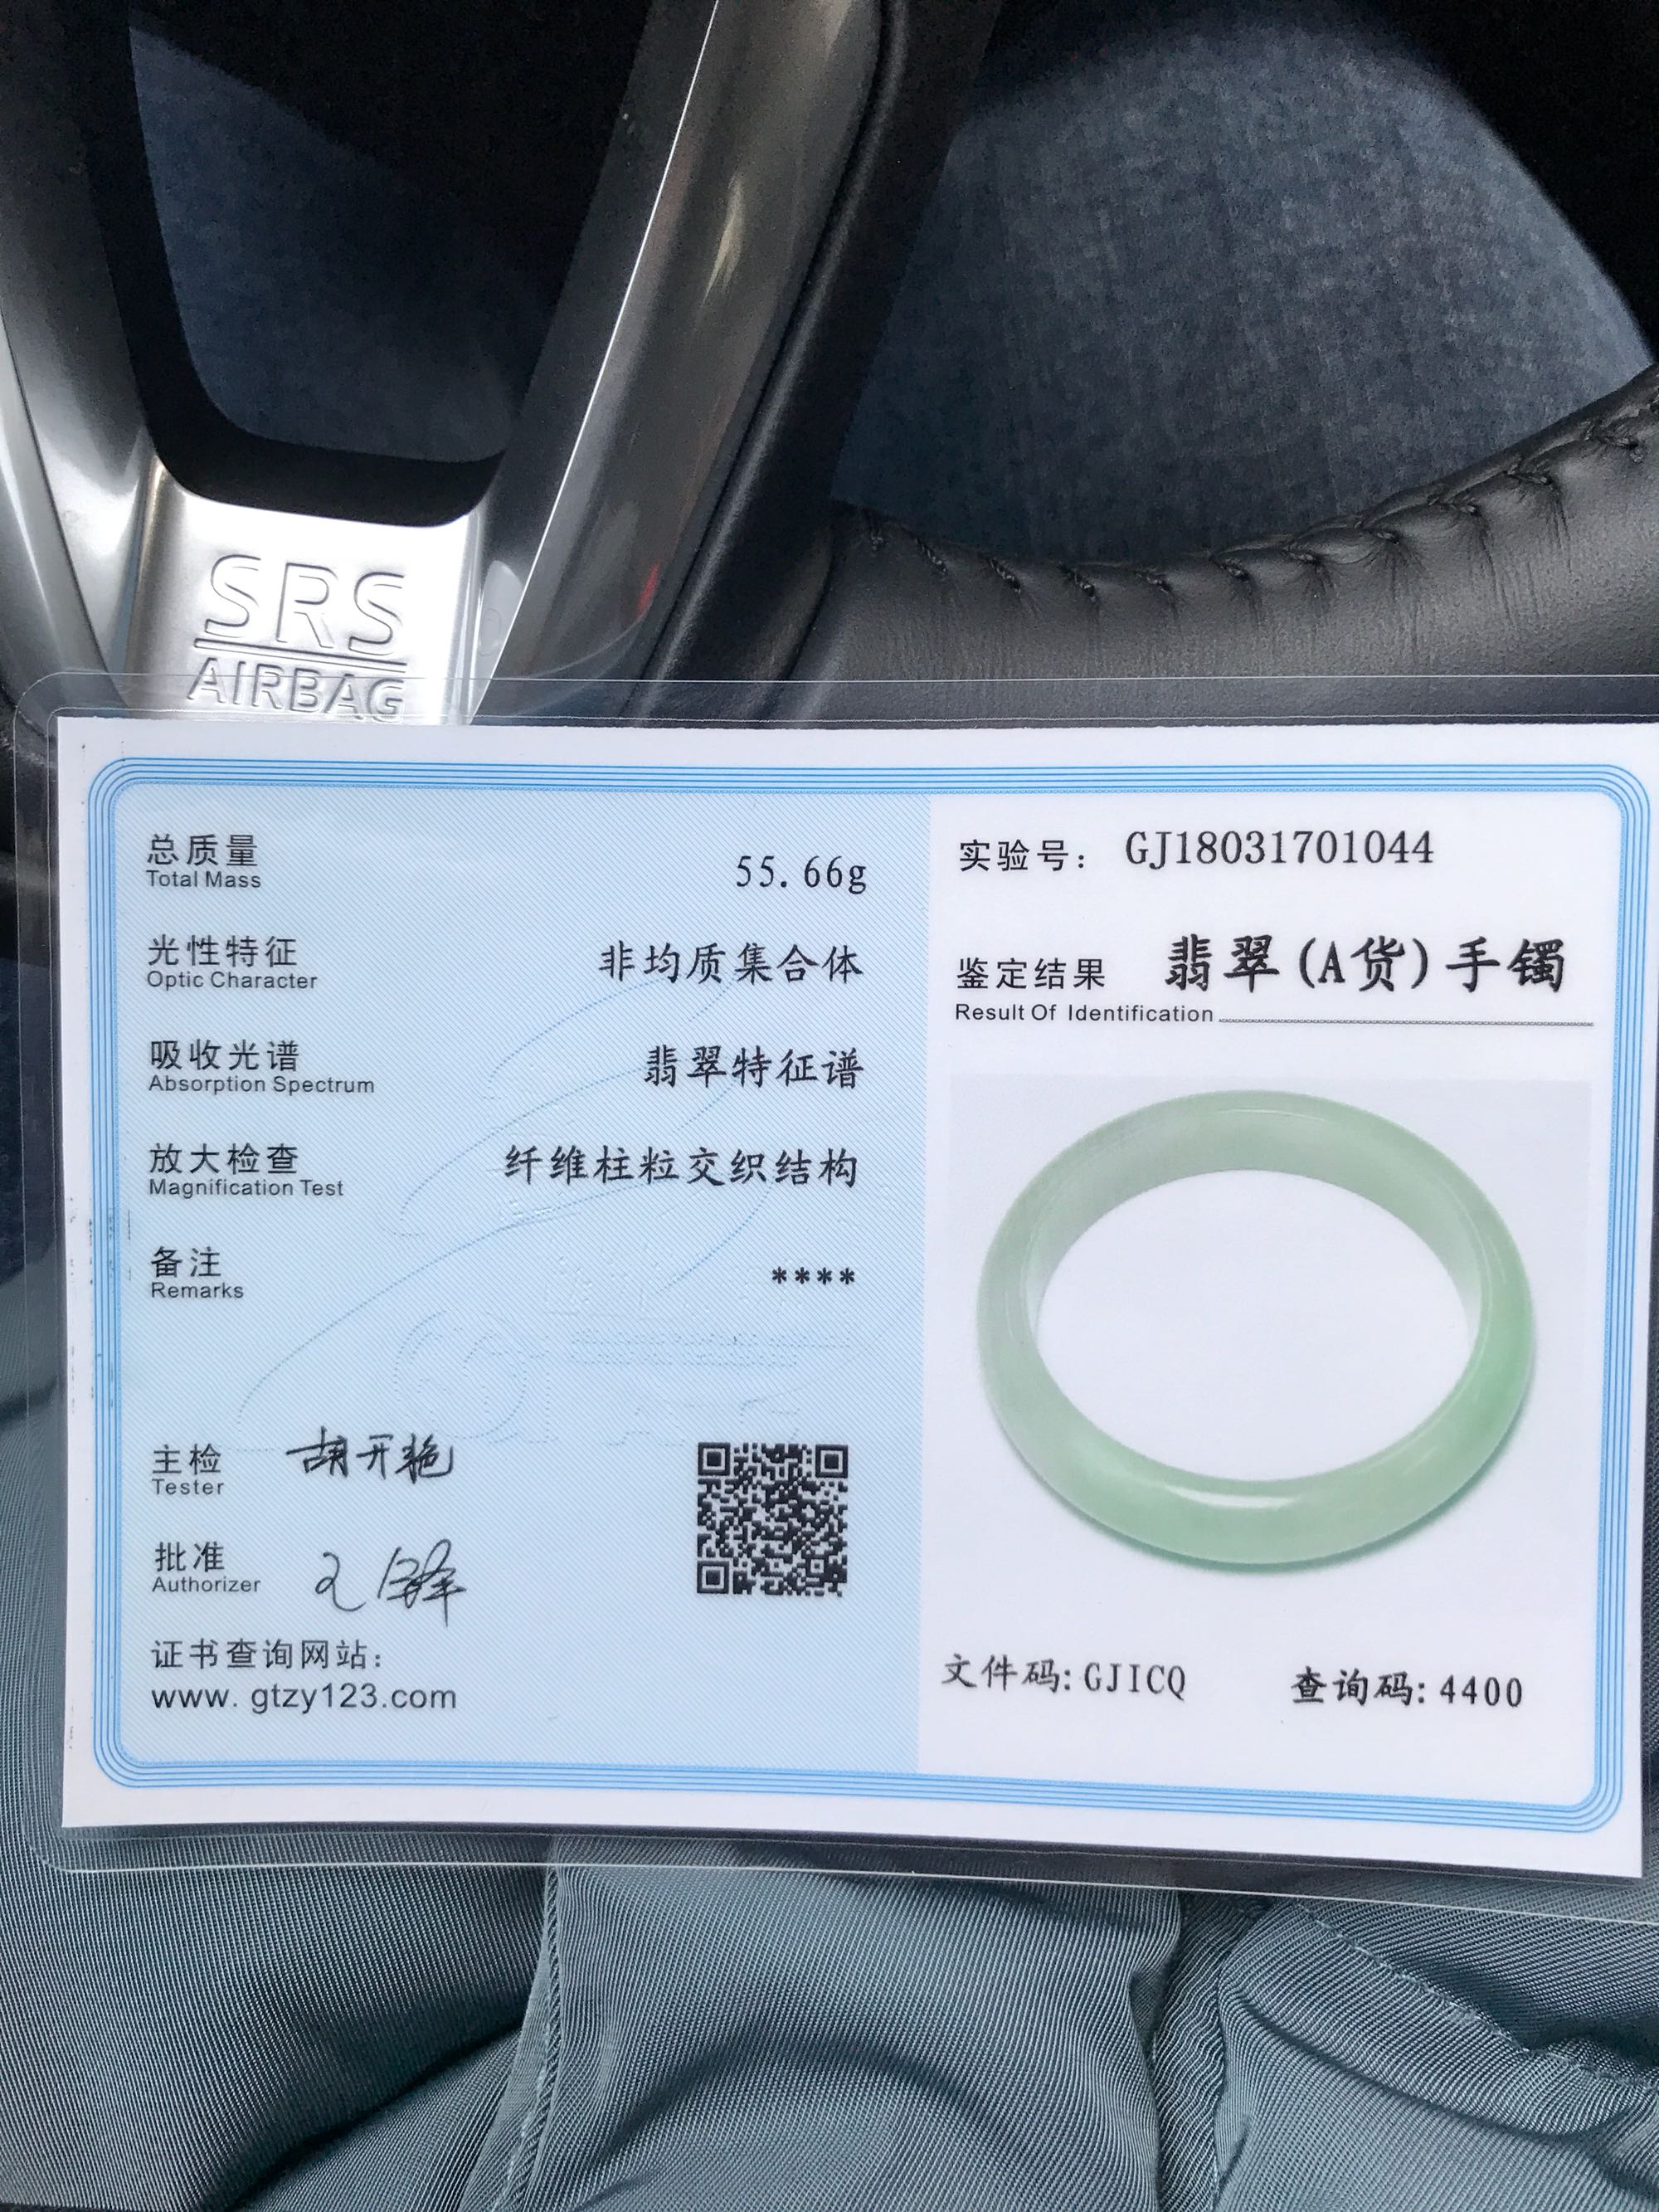 SRS
AIRBAG
总质量
Total Mass
55.66g
光性特征
Optic Character
非均质集合体
吸收光谱
Absorption Spectrum
翡翠特征谱
放大检查
Magnification Test
纤维柱粒交织结构
备注
Remarks
****
主检
Tester
胡开艳
批准
Authorizer
证书查询网站:
www. gtzy123.com
实验号: GJ18031701044
鉴定结果 翡翠(A货)手镯
Result Of Identification
文件码: GJICQ
查询码: 4400